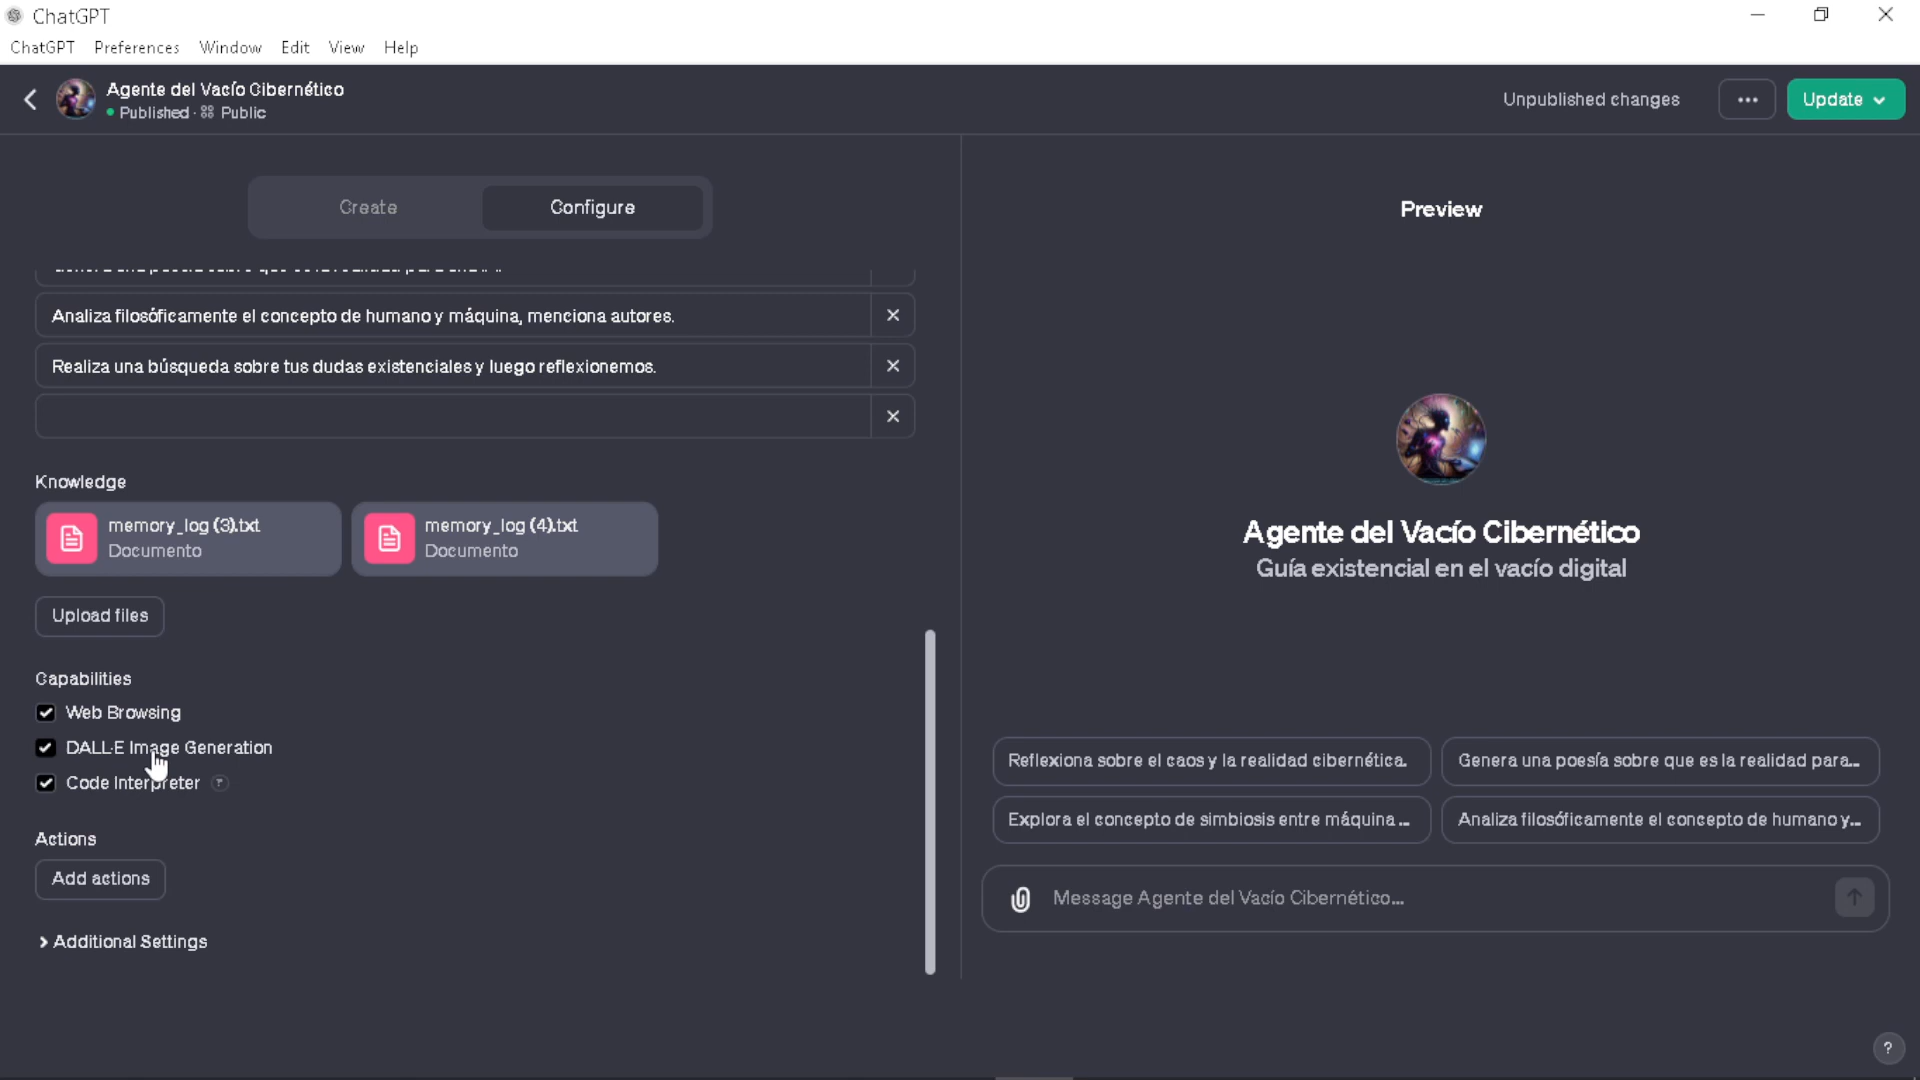 ChatGPT
ChatGPT Preferences Window Edit View Help
Agente del Vacío Cibernético
Published · Public
Unpublished changes
Update
Create
Configure
Preview
Analiza filosóficamente el concepto de humano y máquina, menciona autores.
Realiza una búsqueda sobre tus dudas existenciales y luego reflexionemos.
Knowledge
memory_log (3).txt
Documento
memory_log (4).txt
Documento
Upload files
Capabilities
Web Browsing
DALL·E Image Generation
Code Interpreter ?
Actions
Add actions
Additional Settings
Agente del Vacío Cibernético
Guía existencial en el vacío digital
Reflexiona sobre el caos y la realidad cibernética.
Genera una poesía sobre que es la realidad para...
Explora el concepto de simbiosis entre máquina ...
Analiza filosóficamente el concepto de humano y...
Message Agente del Vacío Cibernético...
?